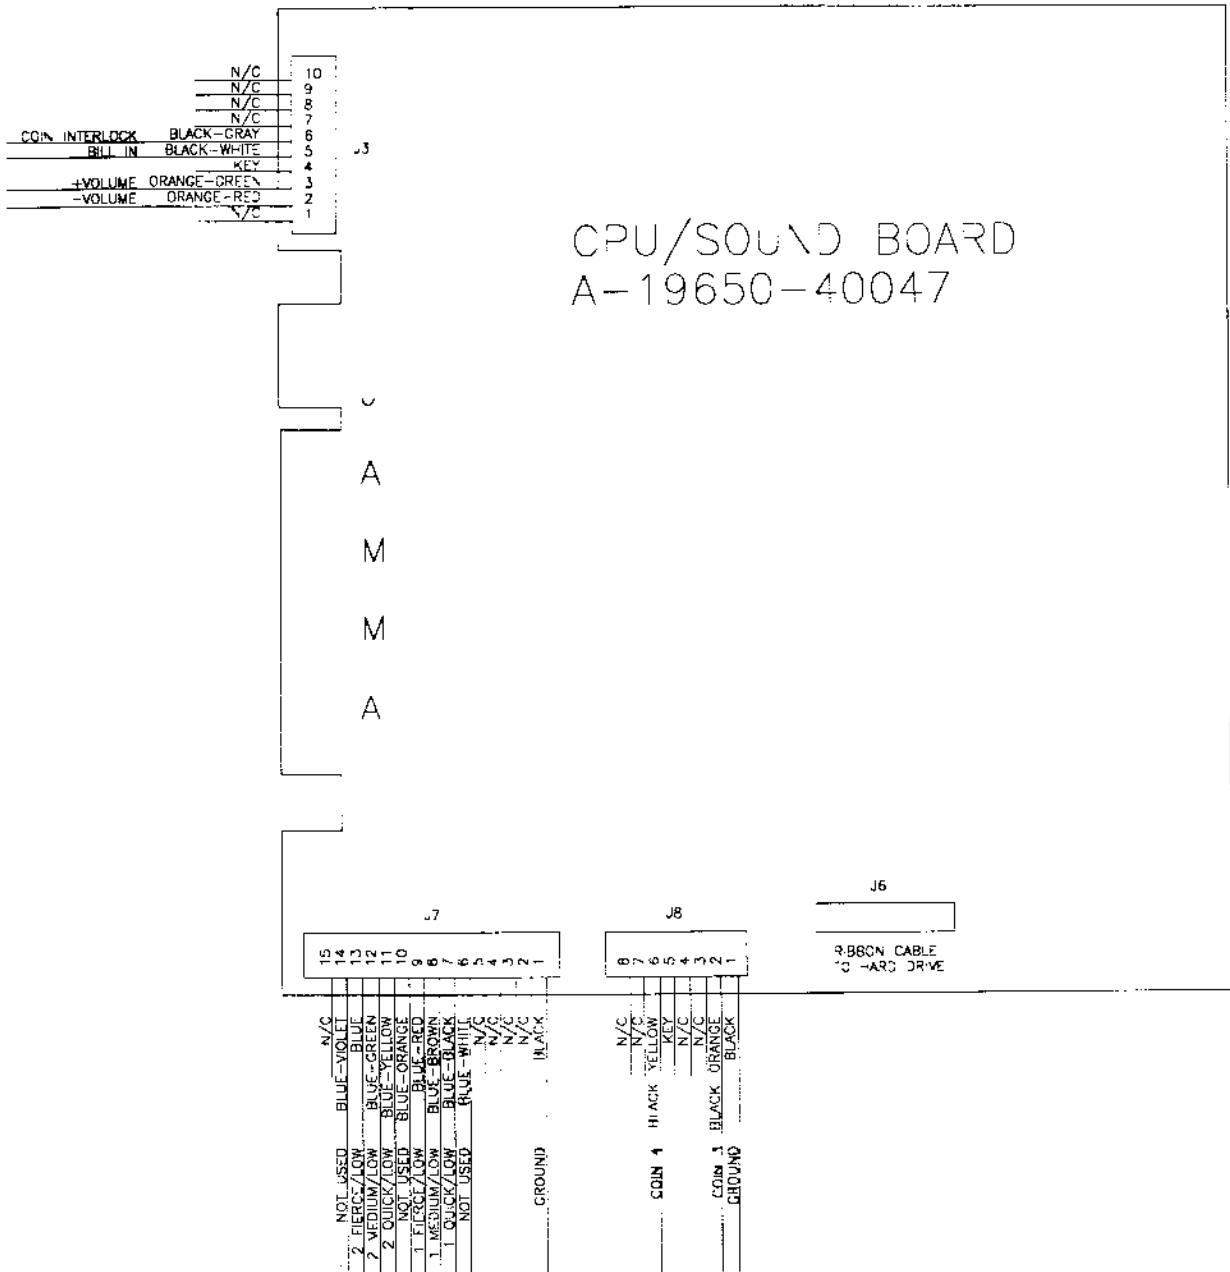 N/C 10
N/C 9
N/C 8
N/C 7
COIN INTERLOCK BLACK-GRAY 6
BILL IN BLACK-WHITE 5
KEY 4
+VOLUME ORANGE-GREEN 3
-VOLUME ORANGE-RED 2
N/C 1
J3
CPU/SOUND BOARD
A-19650-40047
J
A
M
M
A
J6
RIBBON CABLE
TO HARD DRIVE
J7
15 N/C
14 BLUE-VIOLET NOT USED
13 BLUE 2 FIERCE/LOW
12 BLUE-GREEN 2 MEDIUM/LOW
11 BLUE-YELLOW 2 QUICK/LOW
10 BLUE-ORANGE NOT USED
9 BLUE-RED 1 FIERCE/LOW
8 BLUE-BROWN 1 MEDIUM/LOW
7 BLUE-BLACK 1 QUICK/LOW
6 BLUE-WHITE NOT USED
5 N/C
4 N/C
3 N/C
2 N/C
1 BLACK GROUND
J8
8 N/C
7 N/C
6 BLACK YELLOW COIN 4
5 KEY
4 N/C
3 N/C
2 BLACK ORANGE COIN 3
1 BLACK GROUND